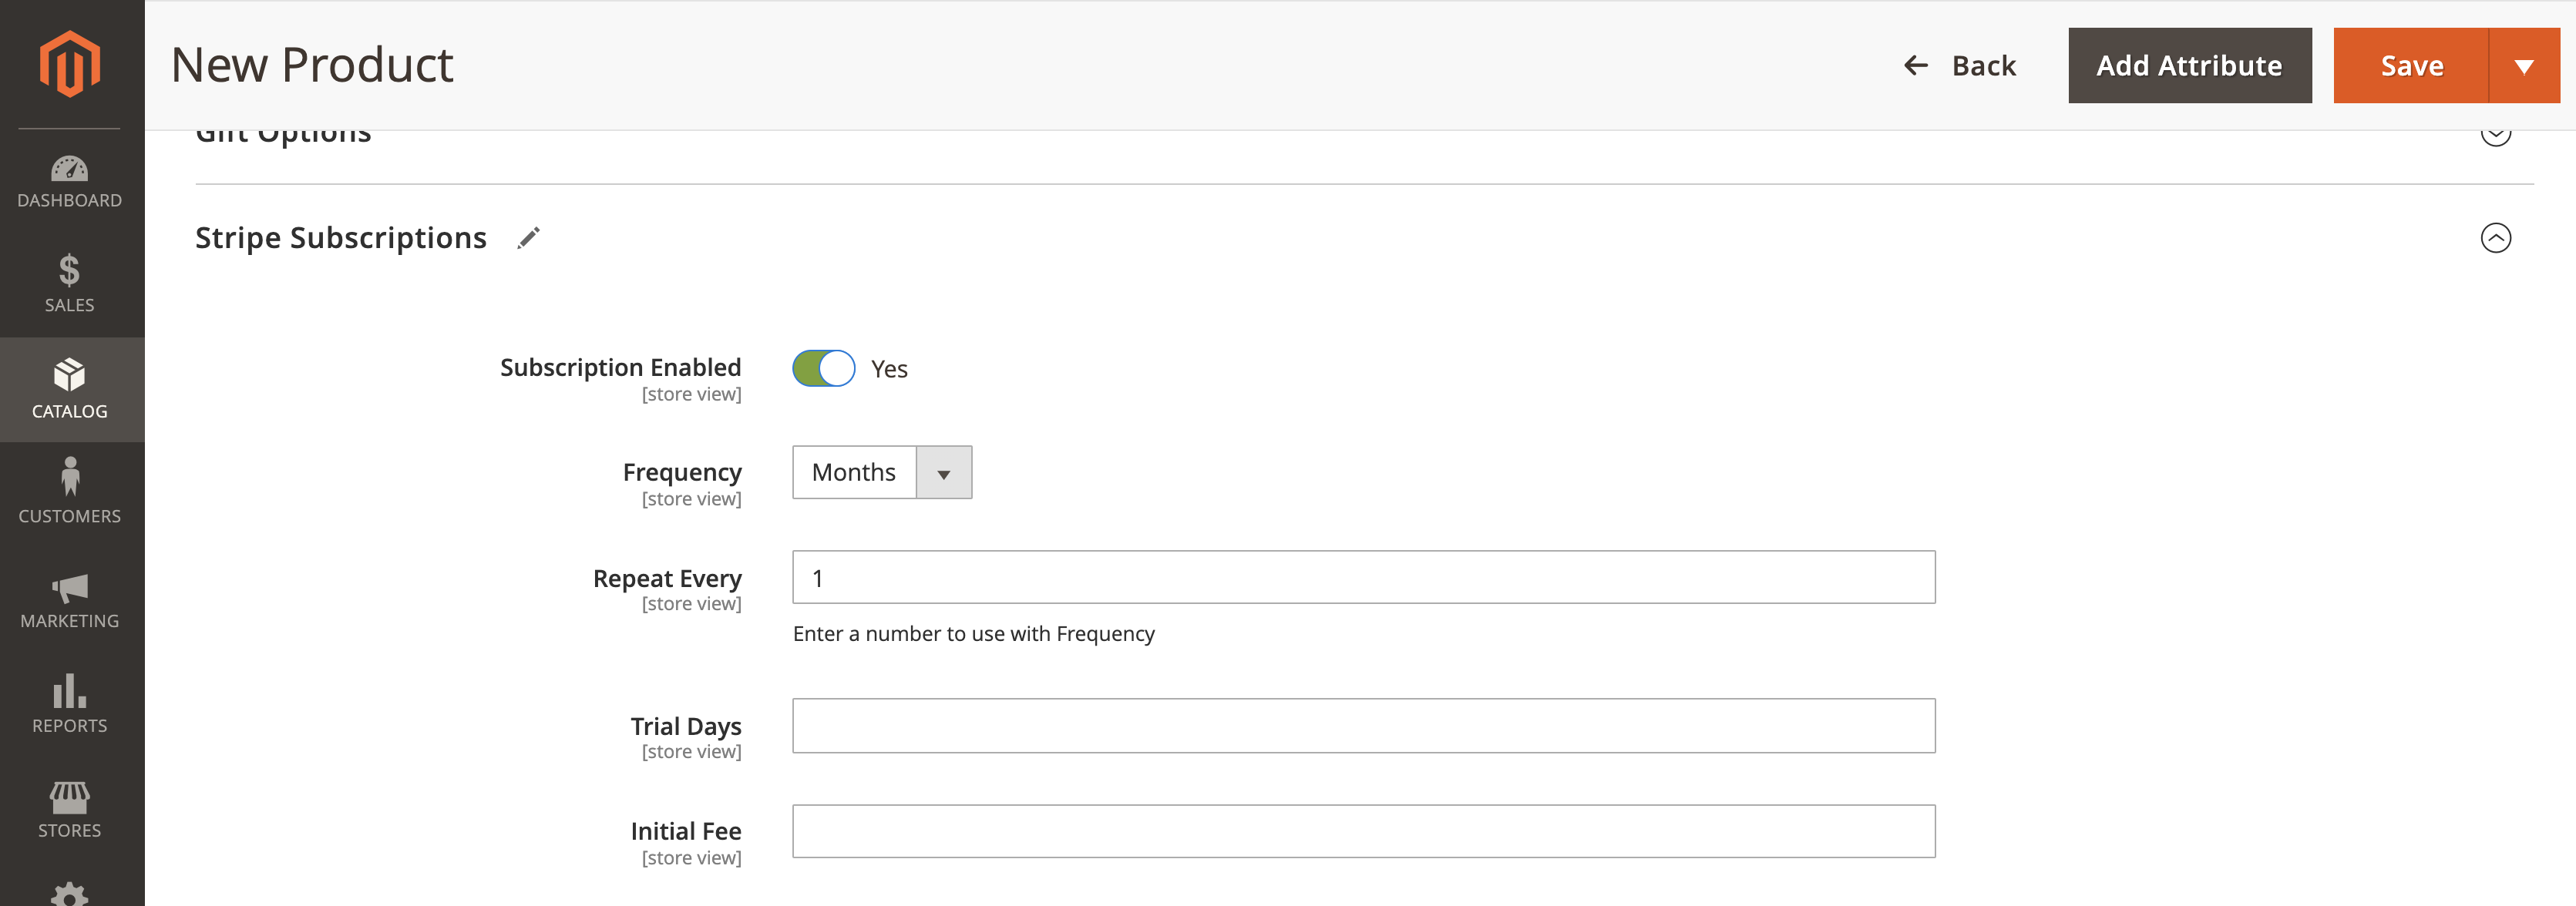 New Product
Back
Add Attribute
Save
DASHBOARD
SALES
CATALOG
CUSTOMERS
MARKETING
REPORTS
STORES
Gift Options
Stripe Subscriptions
Subscription Enabled
[store view]
Yes
Frequency
[store view]
Months
Repeat Every
[store view]
1
Enter a number to use with Frequency
Trial Days
[store view]
Initial Fee
[store view]